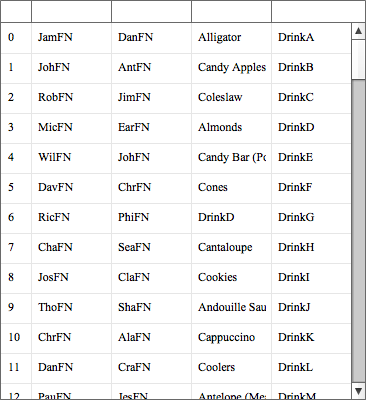 0 JamFN DanFN Alligator DrinkA
1 JohFN AntFN Candy Apples DrinkB
2 RobFN JimFN Coleslaw DrinkC
3 MicFN EarFN Almonds DrinkD
4 WilFN JohFN Candy Bar (Po DrinkE
5 DavFN ChrFN Cones DrinkF
6 RicFN PhiFN DrinkD DrinkG
7 ChaFN SeaFN Cantaloupe DrinkH
8 JosFN ClaFN Cookies DrinkI
9 ThoFN ShaFN Andouille Sau DrinkJ
10 ChrFN AlaFN Cappuccino DrinkK
11 DanFN CraFN Coolers DrinkL
12 PauFN JesFN Antelope (Mea DrinkM